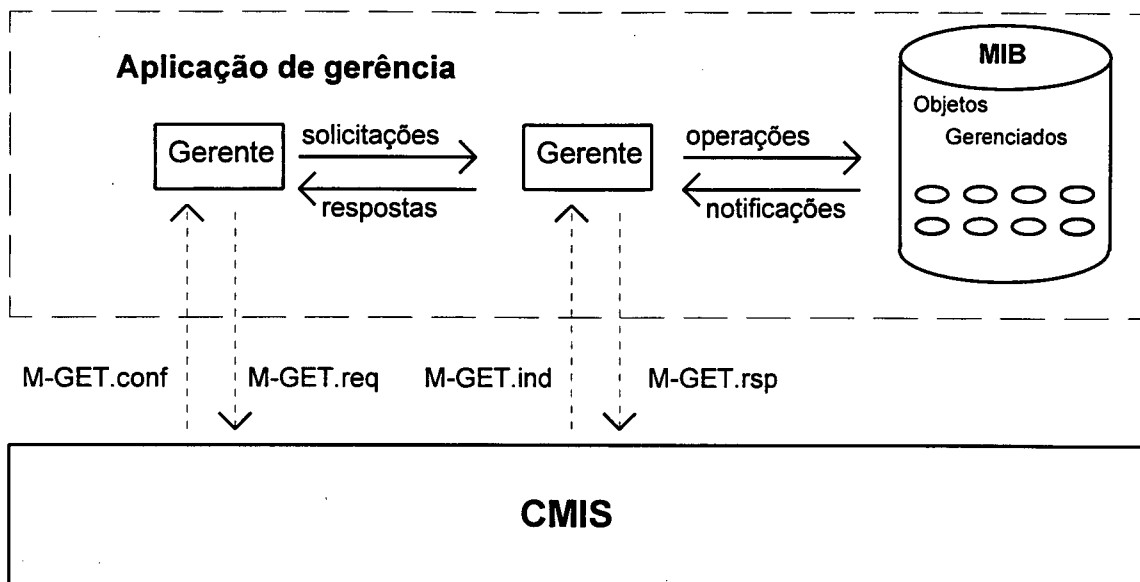 MIB
Aplicação de gerência
Objetos
Gerenciados
Gerente
solicitações
respostas
Gerente
operações
notificações
M-GET.conf
M-GET.req
M-GET.ind
M-GET.rsp
CMIS